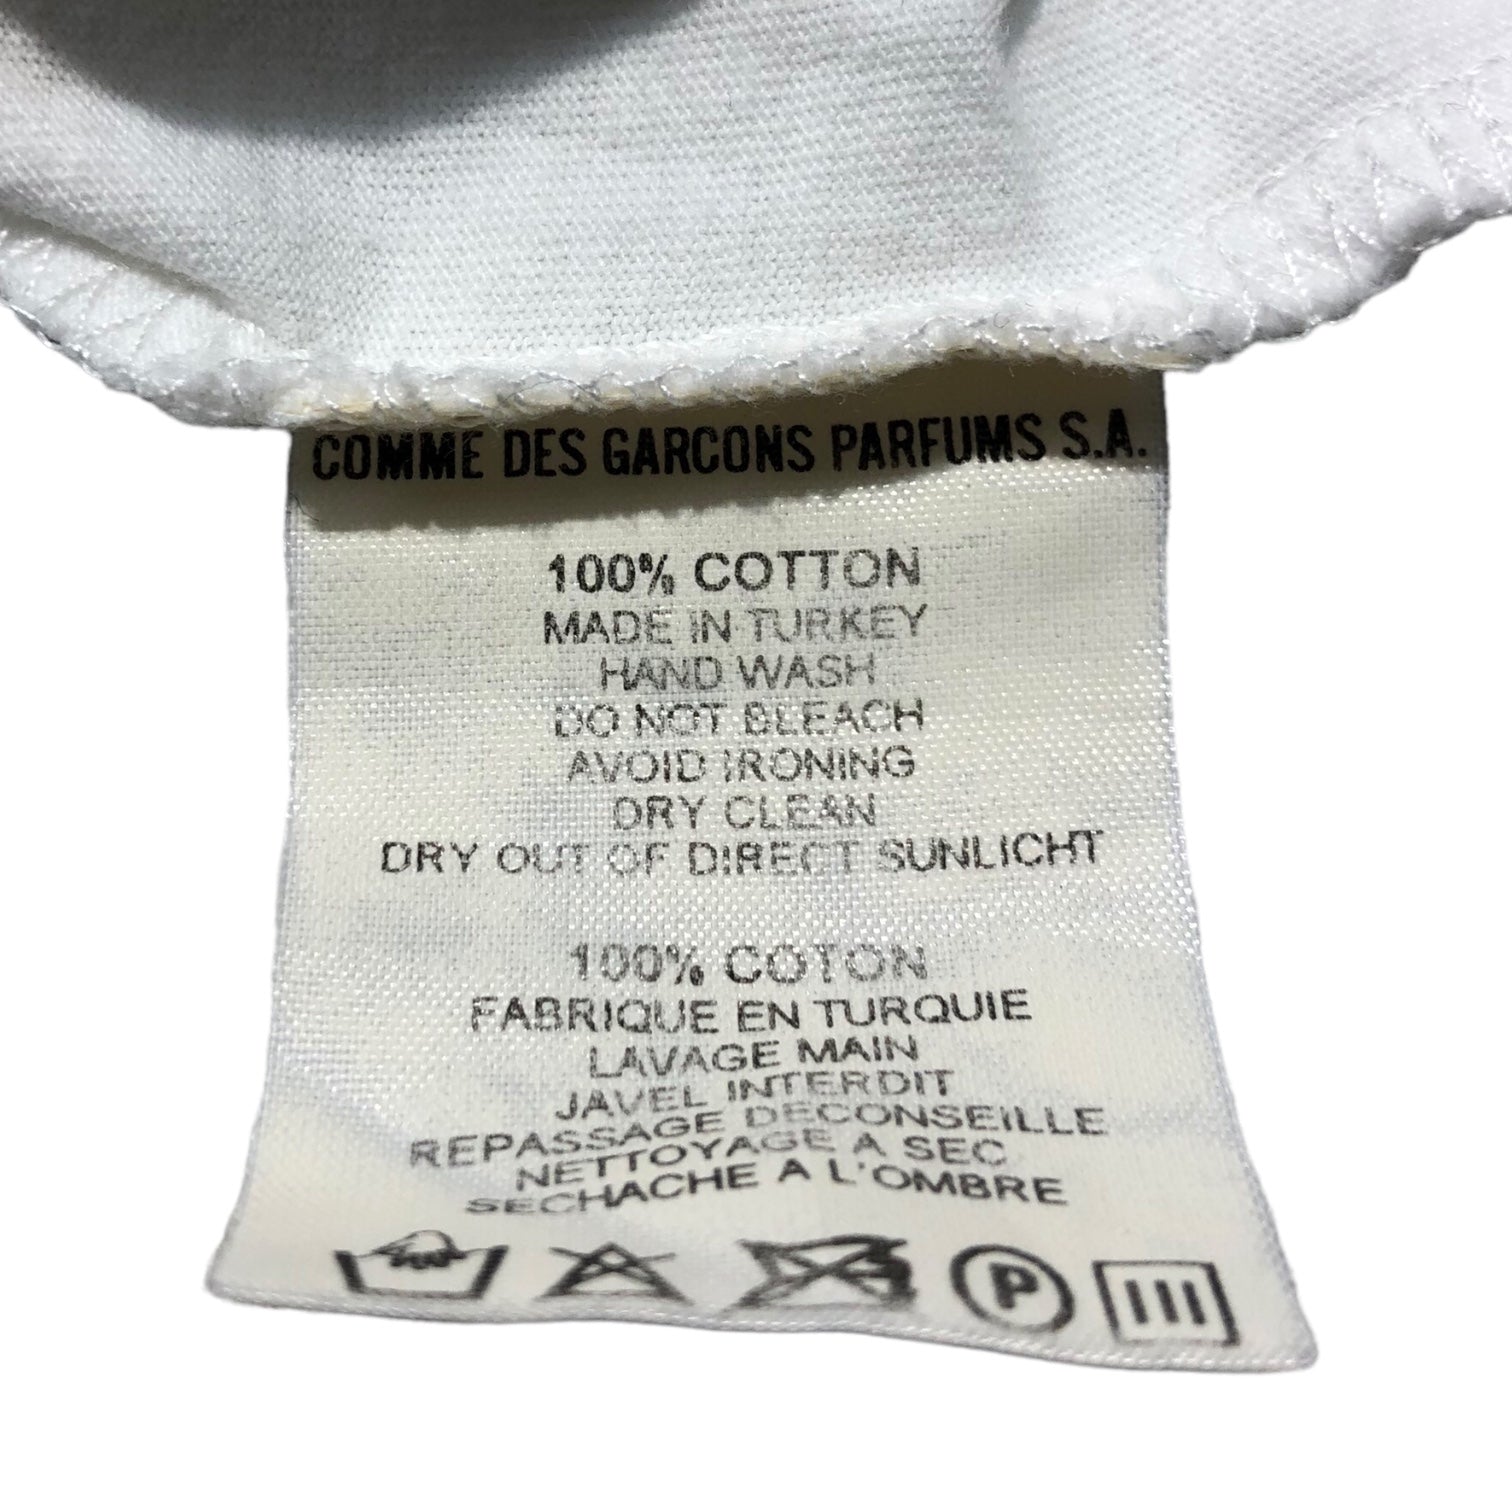 COMME DES GARCONS PARFUMS S.A.
100% COTTON
MADE IN TURKEY
HAND WASH
DO NOT BLEACH
AVOID IRONING
DRY CLEAN
DRY OUT OF DIRECT SUNLICHT
100% COTON
FABRIQUE EN TURQUIE
LAVAGE MAIN
JAVEL INTERDIT
REPASSAGE DECONSEILLE
NETTOYAGE A SEC
SECHACHE A L'OMBRE
P